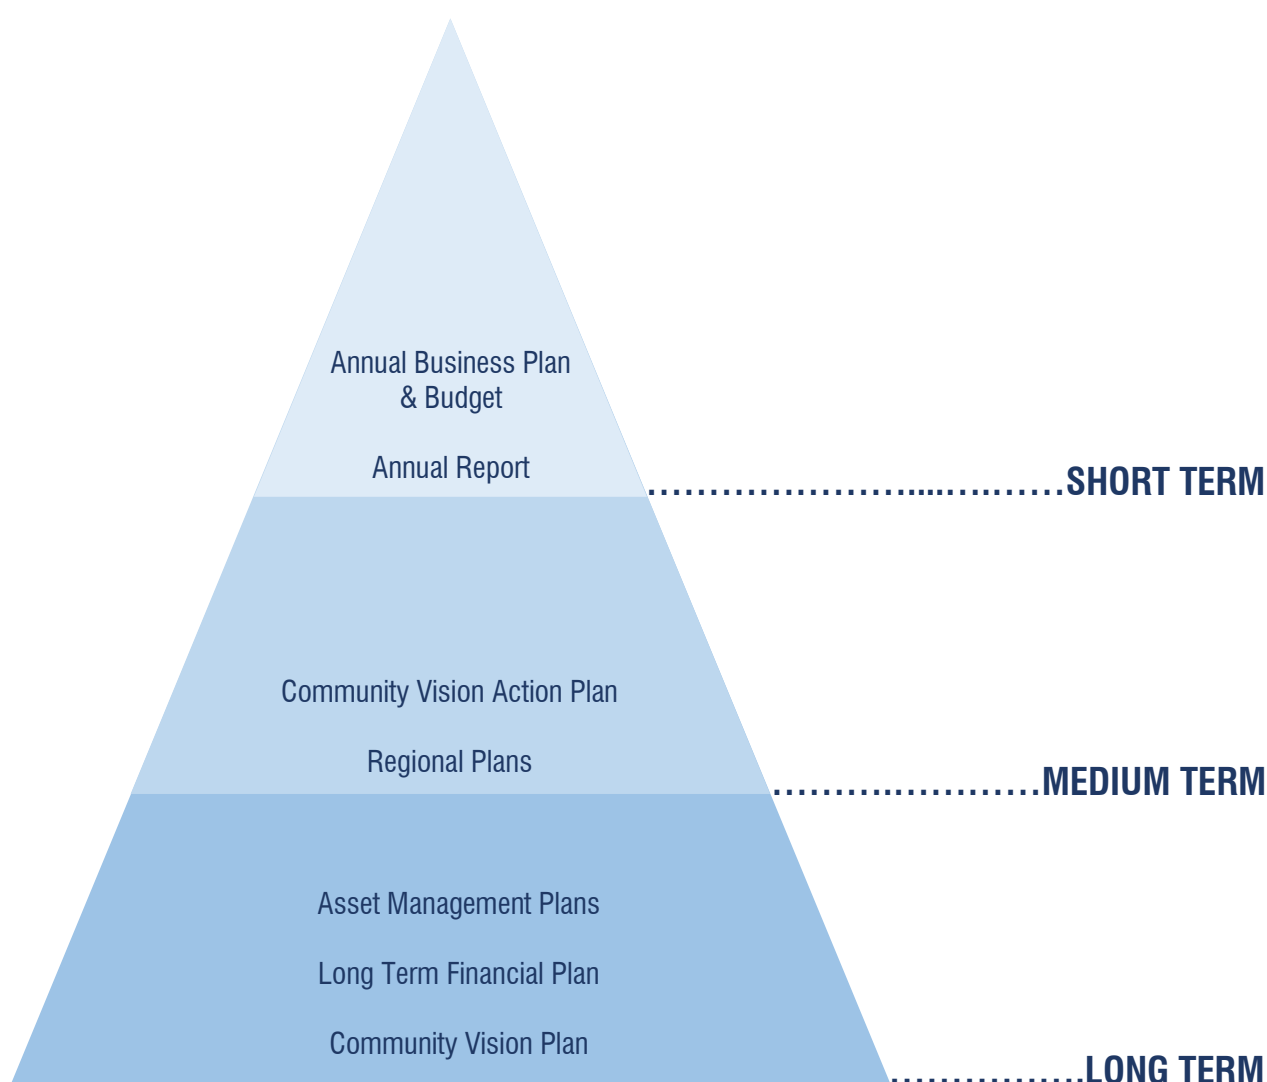 Annual Business Plan
& Budget
Annual Report
SHORT TERM
Community Vision Action Plan
Regional Plans
MEDIUM TERM
Asset Management Plans
Long Term Financial Plan
Community Vision Plan
LONG TERM